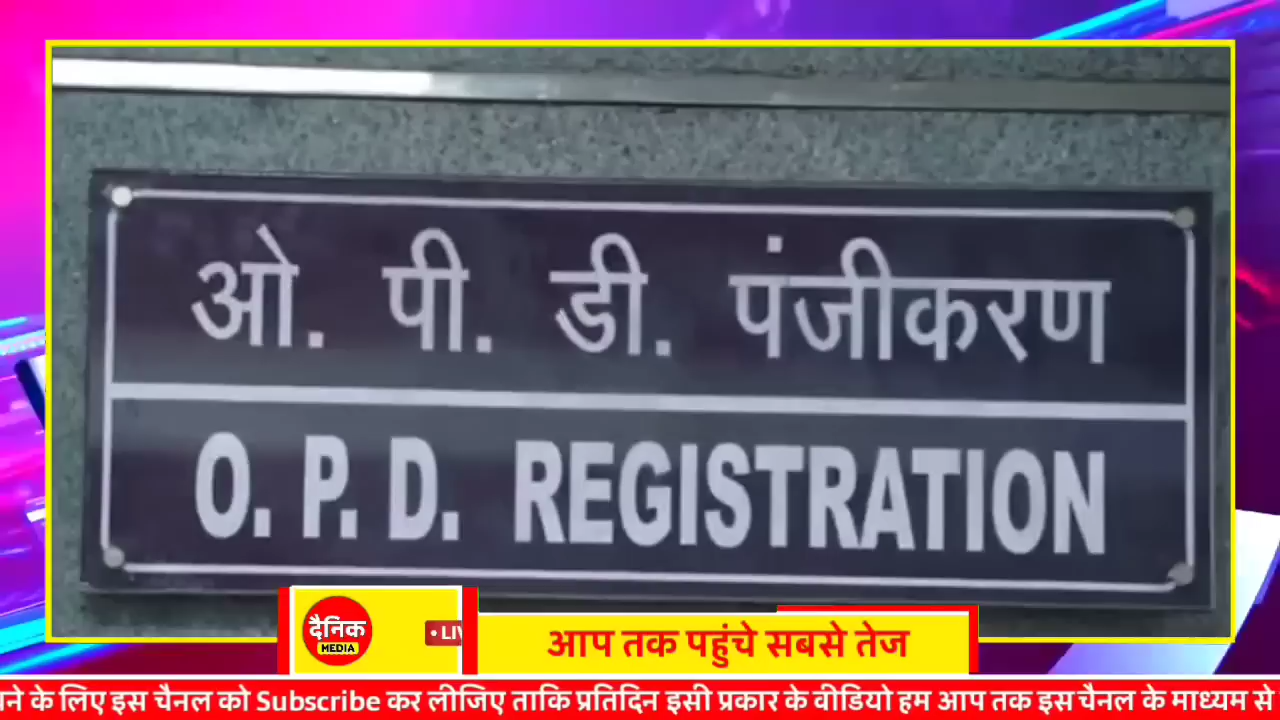 ओ. पी. डी. पंजीकरण
O. P. D. REGISTRATION
दैनिक
MEDIA
आप तक पहुंचे सबसे तेज
के लिए इस चैनल को Subscribe कर लीजिए ताकि प्रतिदिन इसी प्रकार के वीडियो हम आप तक इस चैनल के माध्यम से